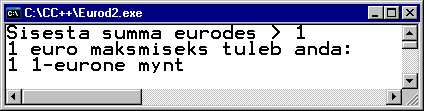 C:\CC++\Eurod2.exe
Sisesta summa eurodes > 1
1 euro maksmiseks tuleb anda:
1 1-eurone mynt